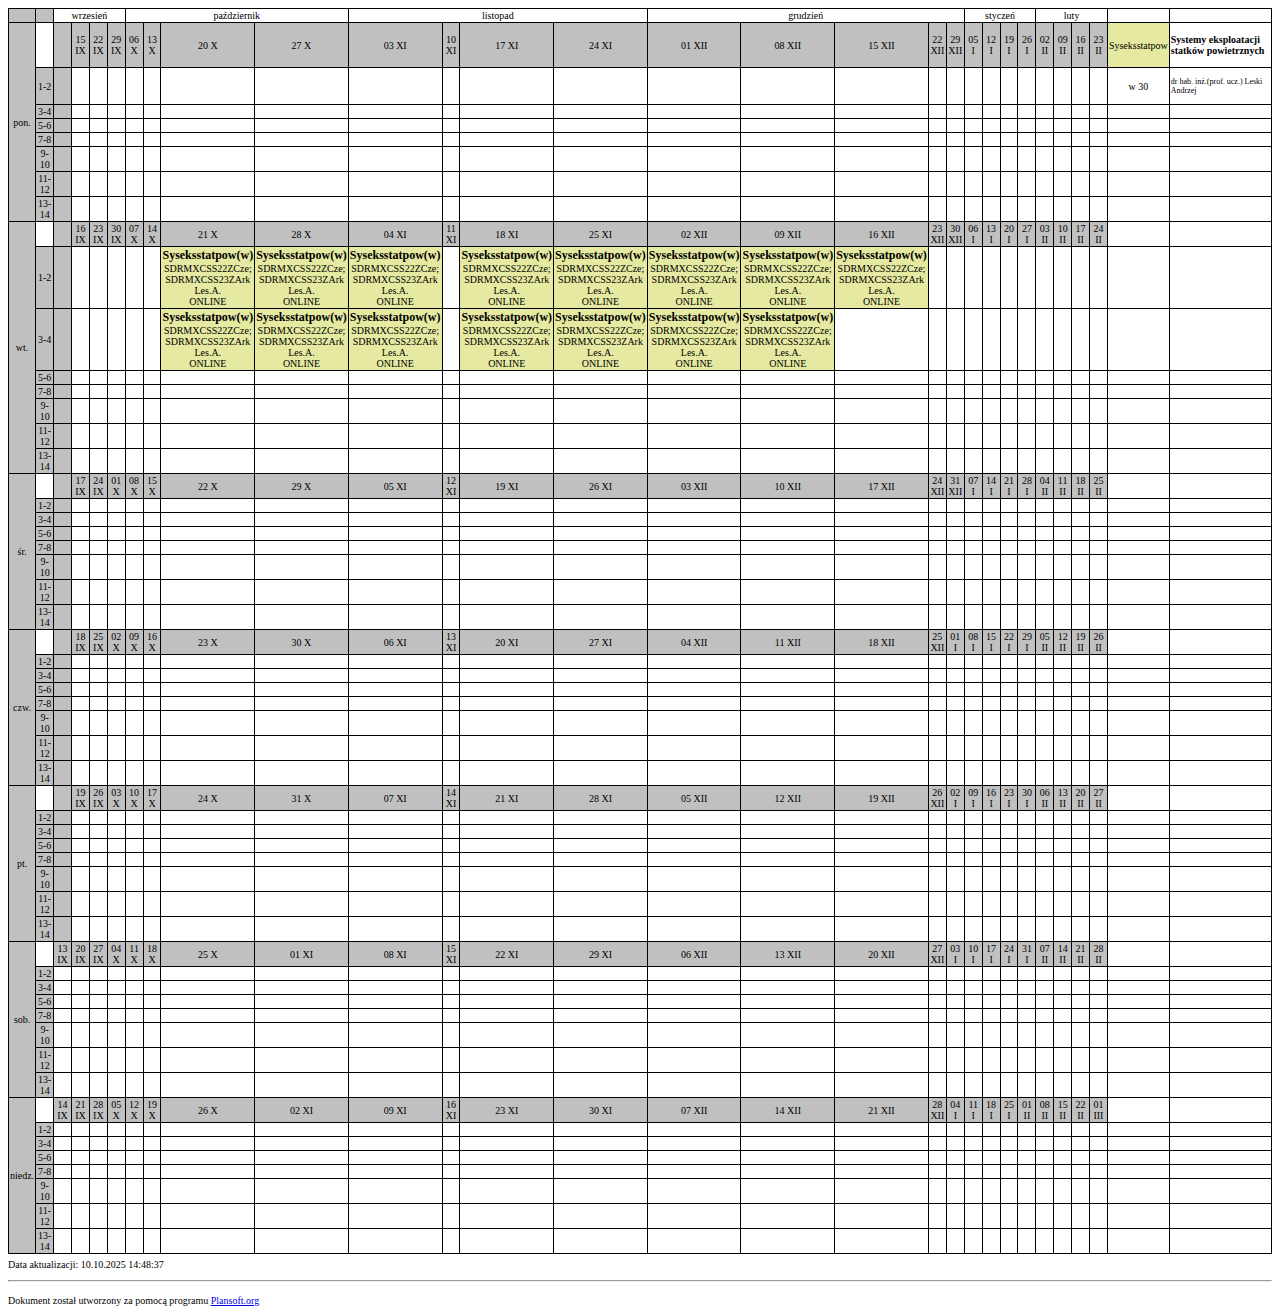 wrzesień październik listopad grudzień styczeń luty
pon. 15 IX 22 IX 29 IX 06 X 13 X 20 X 27 X 03 XI 10 XI 17 XI 24 XI 01 XII 08 XII 15 XII 22 XII 29 XII 05 I 12 I 19 I 26 I 02 II 09 II 16 II 23 II Syseksstatpow Systemy eksploatacji statków powietrznych
1-2 w 30 dr hab. inż.(prof. ucz.) Leski Andrzej
3-4
5-6
7-8
9-10
11-12
13-14
wt. 16 IX 23 IX 30 IX 07 X 14 X 21 X 28 X 04 XI 11 XI 18 XI 25 XI 02 XII 09 XII 16 XII 23 XII 30 XII 06 I 13 I 20 I 27 I 03 II 10 II 17 II 24 II
1-2 Syseksstatpow(w) Syseksstatpow(w) Syseksstatpow(w) Syseksstatpow(w) Syseksstatpow(w) Syseksstatpow(w) Syseksstatpow(w) Syseksstatpow(w)
SDRMXCSS22ZCze; SDRMXCSS22ZCze; SDRMXCSS22ZCze; SDRMXCSS22ZCze; SDRMXCSS22ZCze; SDRMXCSS22ZCze; SDRMXCSS22ZCze; SDRMXCSS22ZCze;
SDRMXCSS23ZArk SDRMXCSS23ZArk SDRMXCSS23ZArk SDRMXCSS23ZArk SDRMXCSS23ZArk SDRMXCSS23ZArk SDRMXCSS23ZArk SDRMXCSS23ZArk
Les.A. Les.A. Les.A. Les.A. Les.A. Les.A. Les.A. Les.A.
ONLINE ONLINE ONLINE ONLINE ONLINE ONLINE ONLINE ONLINE
3-4 Syseksstatpow(w) Syseksstatpow(w) Syseksstatpow(w) Syseksstatpow(w) Syseksstatpow(w) Syseksstatpow(w) Syseksstatpow(w)
SDRMXCSS22ZCze; SDRMXCSS22ZCze; SDRMXCSS22ZCze; SDRMXCSS22ZCze; SDRMXCSS22ZCze; SDRMXCSS22ZCze; SDRMXCSS22ZCze;
SDRMXCSS23ZArk SDRMXCSS23ZArk SDRMXCSS23ZArk SDRMXCSS23ZArk SDRMXCSS23ZArk SDRMXCSS23ZArk SDRMXCSS23ZArk
Les.A. Les.A. Les.A. Les.A. Les.A. Les.A. Les.A.
ONLINE ONLINE ONLINE ONLINE ONLINE ONLINE ONLINE
5-6
7-8
9-10
11-12
13-14
śr. 17 IX 24 IX 01 X 08 X 15 X 22 X 29 X 05 XI 12 XI 19 XI 26 XI 03 XII 10 XII 17 XII 24 XII 31 XII 07 I 14 I 21 I 28 I 04 II 11 II 18 II 25 II
1-2
3-4
5-6
7-8
9-10
11-12
13-14
czw. 18 IX 25 IX 02 X 09 X 16 X 23 X 30 X 06 XI 13 XI 20 XI 27 XI 04 XII 11 XII 18 XII 25 XII 01 I 08 I 15 I 22 I 29 I 05 II 12 II 19 II 26 II
1-2
3-4
5-6
7-8
9-10
11-12
13-14
pt. 19 IX 26 IX 03 X 10 X 17 X 24 X 31 X 07 XI 14 XI 21 XI 28 XI 05 XII 12 XII 19 XII 26 XII 02 I 09 I 16 I 23 I 30 I 06 II 13 II 20 II 27 II
1-2
3-4
5-6
7-8
9-10
11-12
13-14
sob. 13 IX 20 IX 27 IX 04 X 11 X 18 X 25 X 01 XI 08 XI 15 XI 22 XI 29 XI 06 XII 13 XII 20 XII 27 XII 03 I 10 I 17 I 24 I 31 I 07 II 14 II 21 II 28 II
1-2
3-4
5-6
7-8
9-10
11-12
13-14
niedz. 14 IX 21 IX 28 IX 05 X 12 X 19 X 26 X 02 XI 09 XI 16 XI 23 XI 30 XI 07 XII 14 XII 21 XII 28 XII 04 I 11 I 18 I 25 I 01 II 08 II 15 II 22 II 01 III
1-2
3-4
5-6
7-8
9-10
11-12
13-14
Data aktualizacji: 10.10.2025 14:48:37
Dokument został utworzony za pomocą programu Plansoft.org